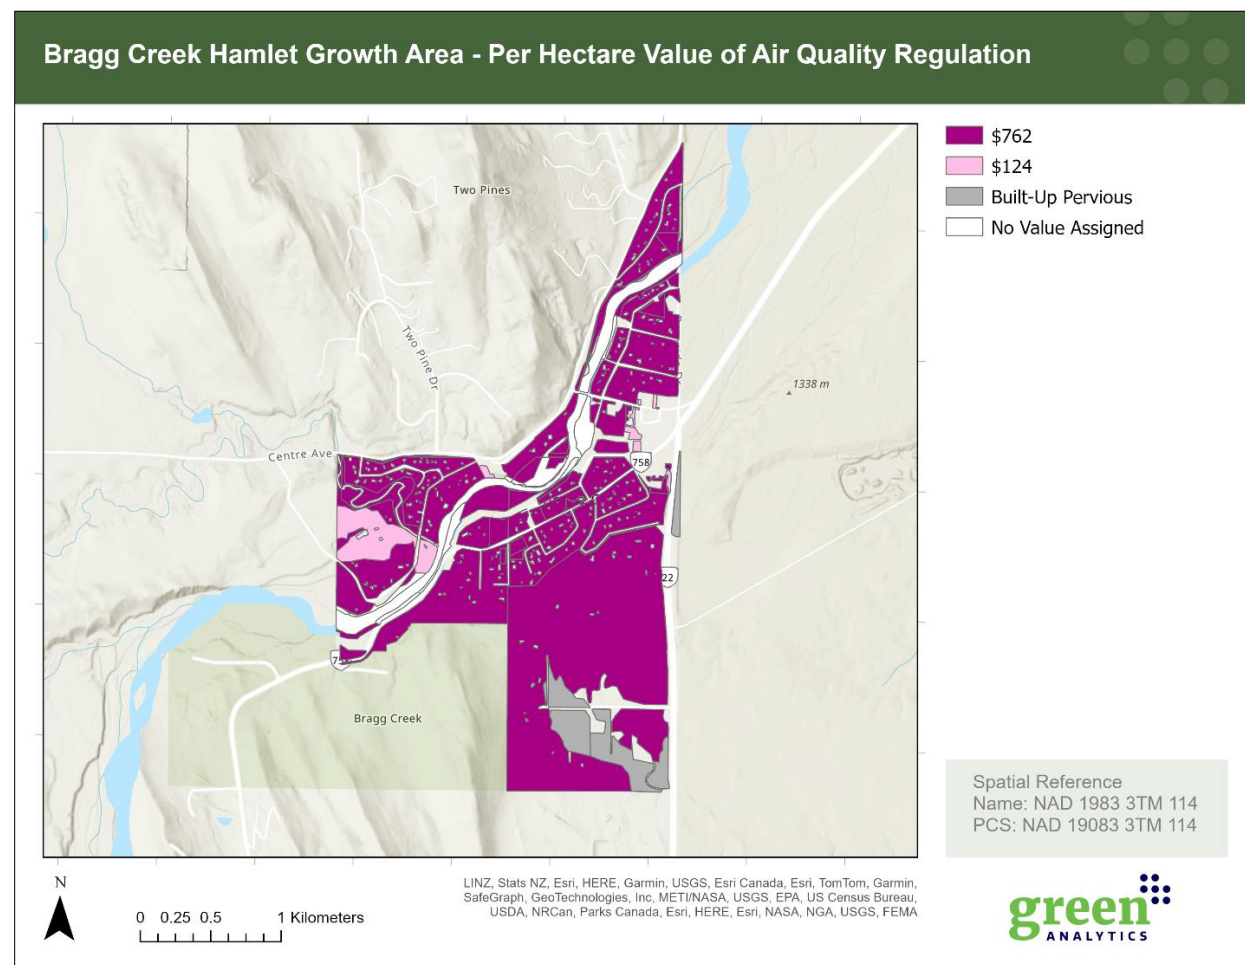 Bragg Creek Hamlet Growth Area - Per Hectare Value of Air Quality Regulation
$762
$124
Built-Up Pervious
No Value Assigned
Two Pines
Two Pine Dr
1338 m
Centre Ave
758
22
Bragg Creek
Spatial Reference
Name: NAD 1983 3TM 114
PCS: NAD 19083 3TM 114
N
0 0.25 0.5 1 Kilometers
LINZ, Stats NZ, Esri, HERE, Garmin, USGS, Esri Canada, Esri, TomTom, Garmin,
SafeGraph, GeoTechnologies, Inc, METI/NASA, USGS, EPA, US Census Bureau,
USDA, NRCan, Parks Canada, Esri, HERE, Esri, NASA, NGA, USGS, FEMA
green
ANALYTICS